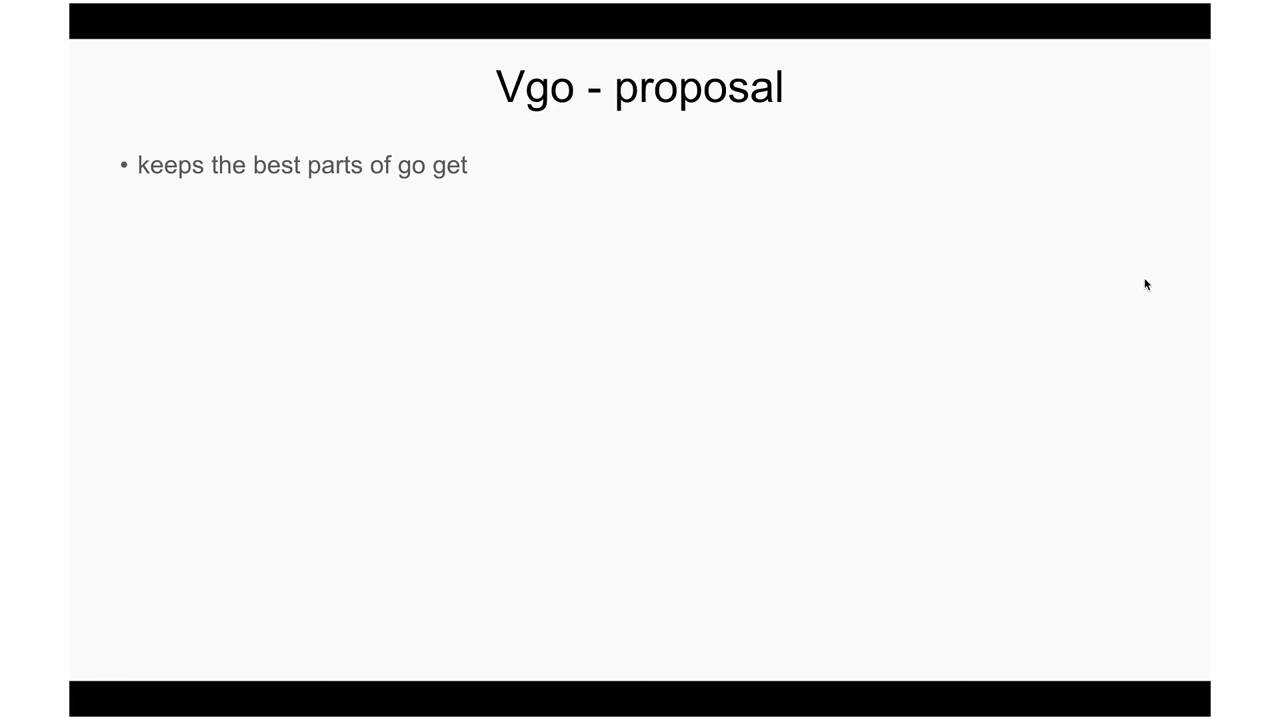 Vgo - proposal
• keeps the best parts of go get